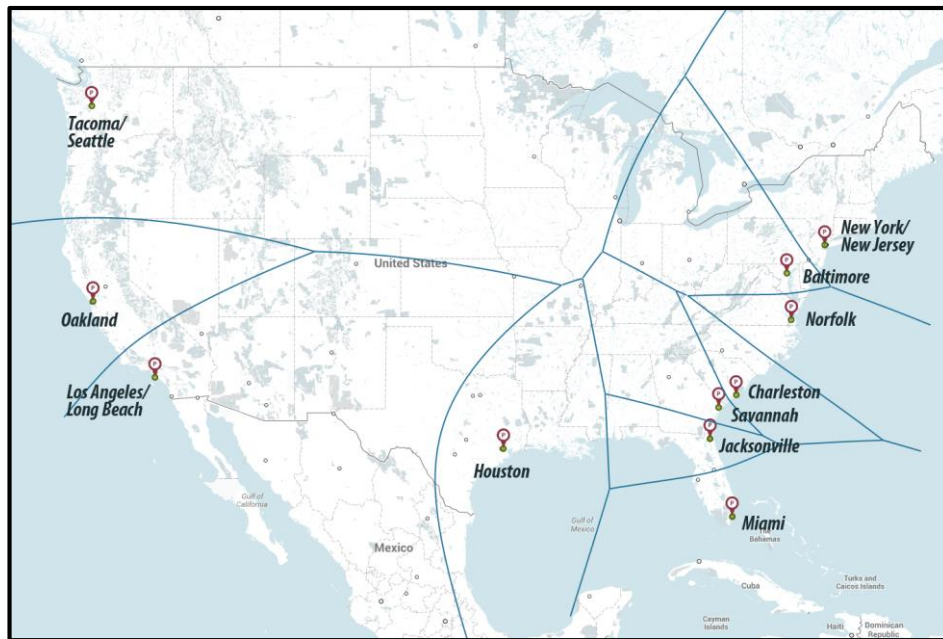 Tacoma/
Seattle
New York/
New Jersey
United States
Baltimore
Oakland
Norfolk
Los Angeles/
Long Beach
Charleston
Savannah
Jacksonville
Houston
Gulf of
California
Gulf of
Mexico
Miami
The
Bahamas
Mexico
Cuba
Turks and
Caicos Islands
Cayman
Islands
Haiti
Dominican
Republic